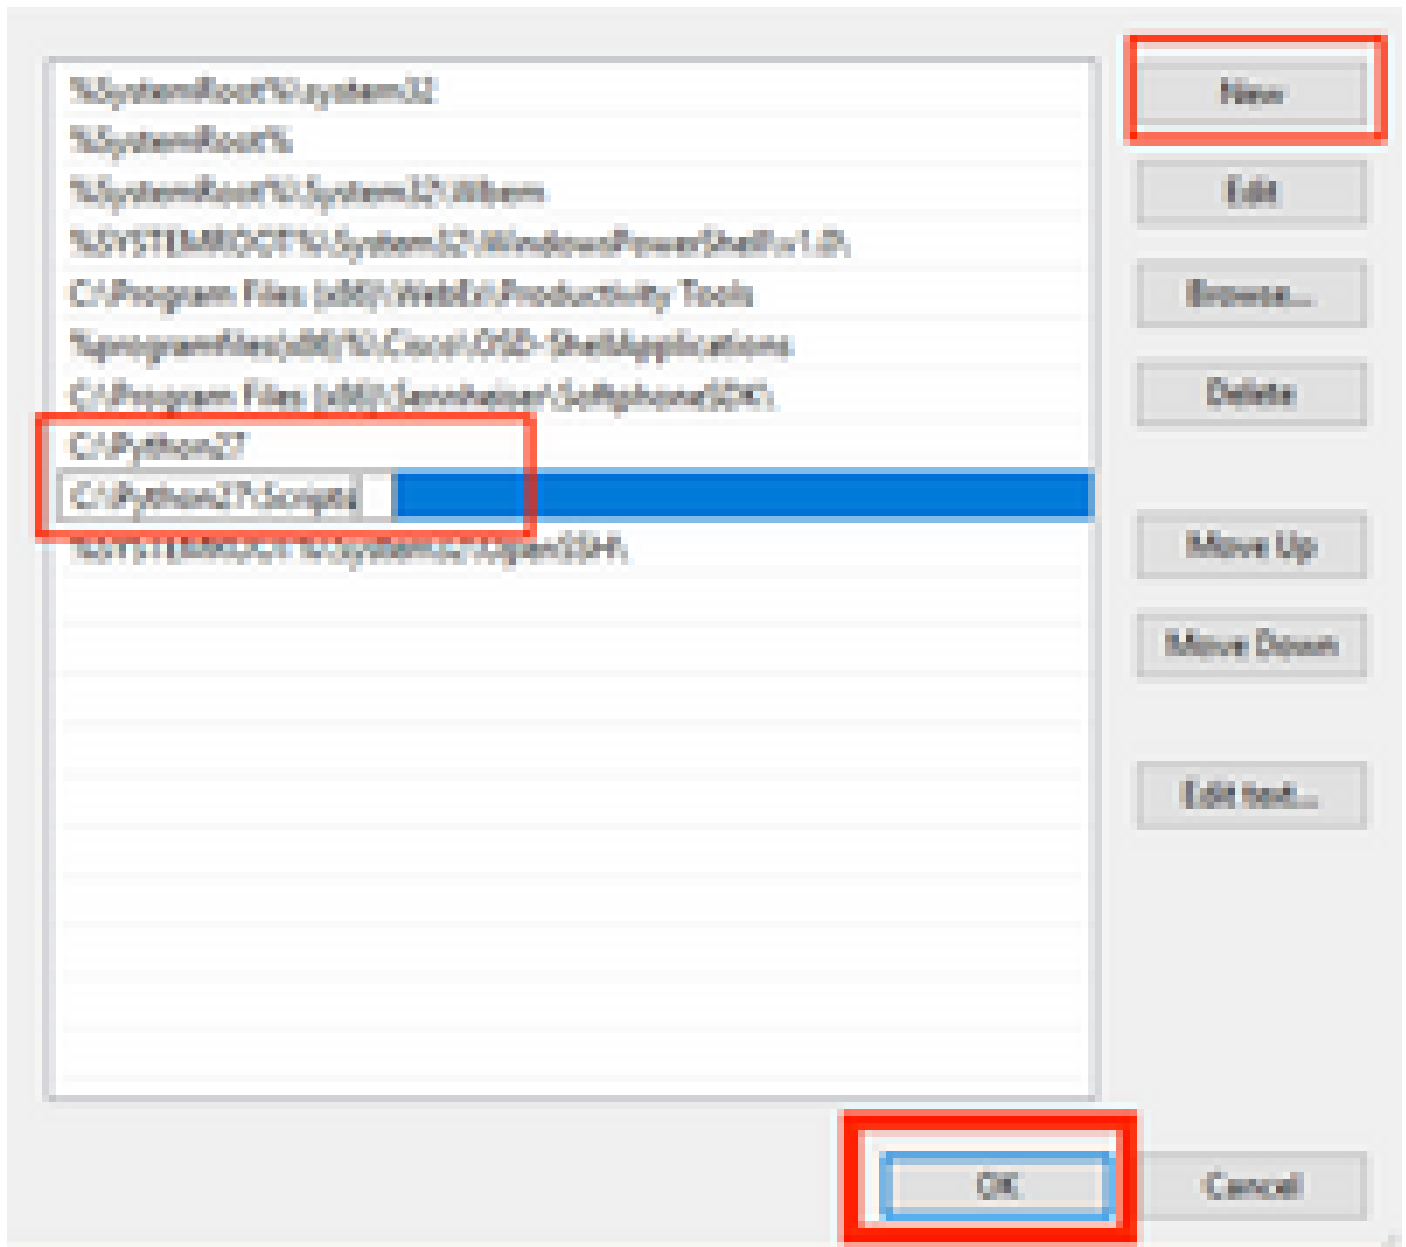 %SystemRoot%\system32
%SystemRoot%
%SystemRoot%\System32\Wbem
%SYSTEMROOT%\System32\WindowsPowerShell\v1.0\
C:\Program Files (x86)\WebEx\Productivity Tools
%programfiles(x86)%\Cisco\OSD-ShellApplications
C:\Program Files (x86)\Sennheiser\SoftphoneSDK\
C:\Python27
C:\Python27\Scripts
%SYSTEMROOT%\System32\OpenSSH\
New
Edit
Browse...
Delete
Move Up
Move Down
Edit text...
OK
Cancel